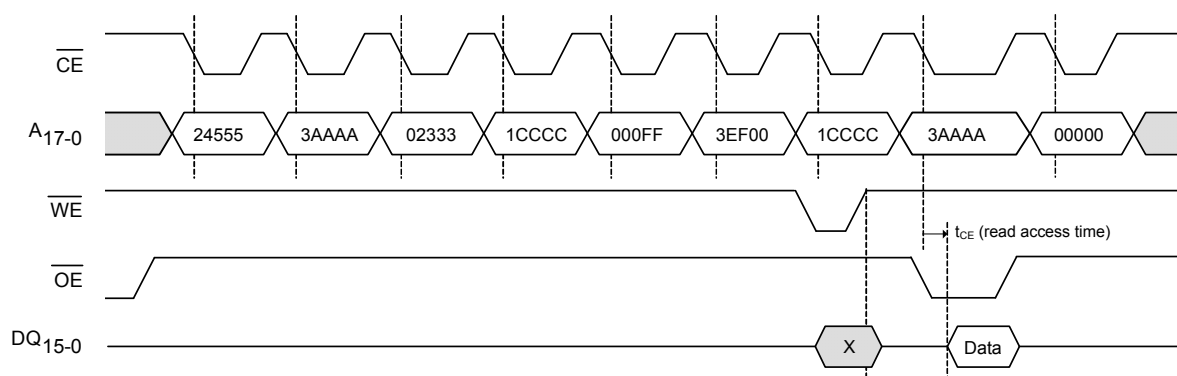 CE
A17-0 24555 3AAAA 02333 1CCCC 000FF 3EF00 1CCCC 3AAAA 00000
WE
tCE (read access time)
OE
DQ15-0 X Data